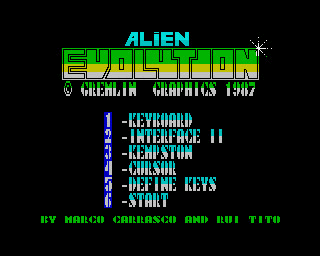 ALiEN
EVOLUTION
© GREMLIN GRAPHICS 1987
1 -KEYBOARD
2 -INTERFACE II
3 -KEMPSTON
4 -CURSOR
5 -DEFINE KEYS
6 -START
BY MARCO CARRASCO AND RUI TITO